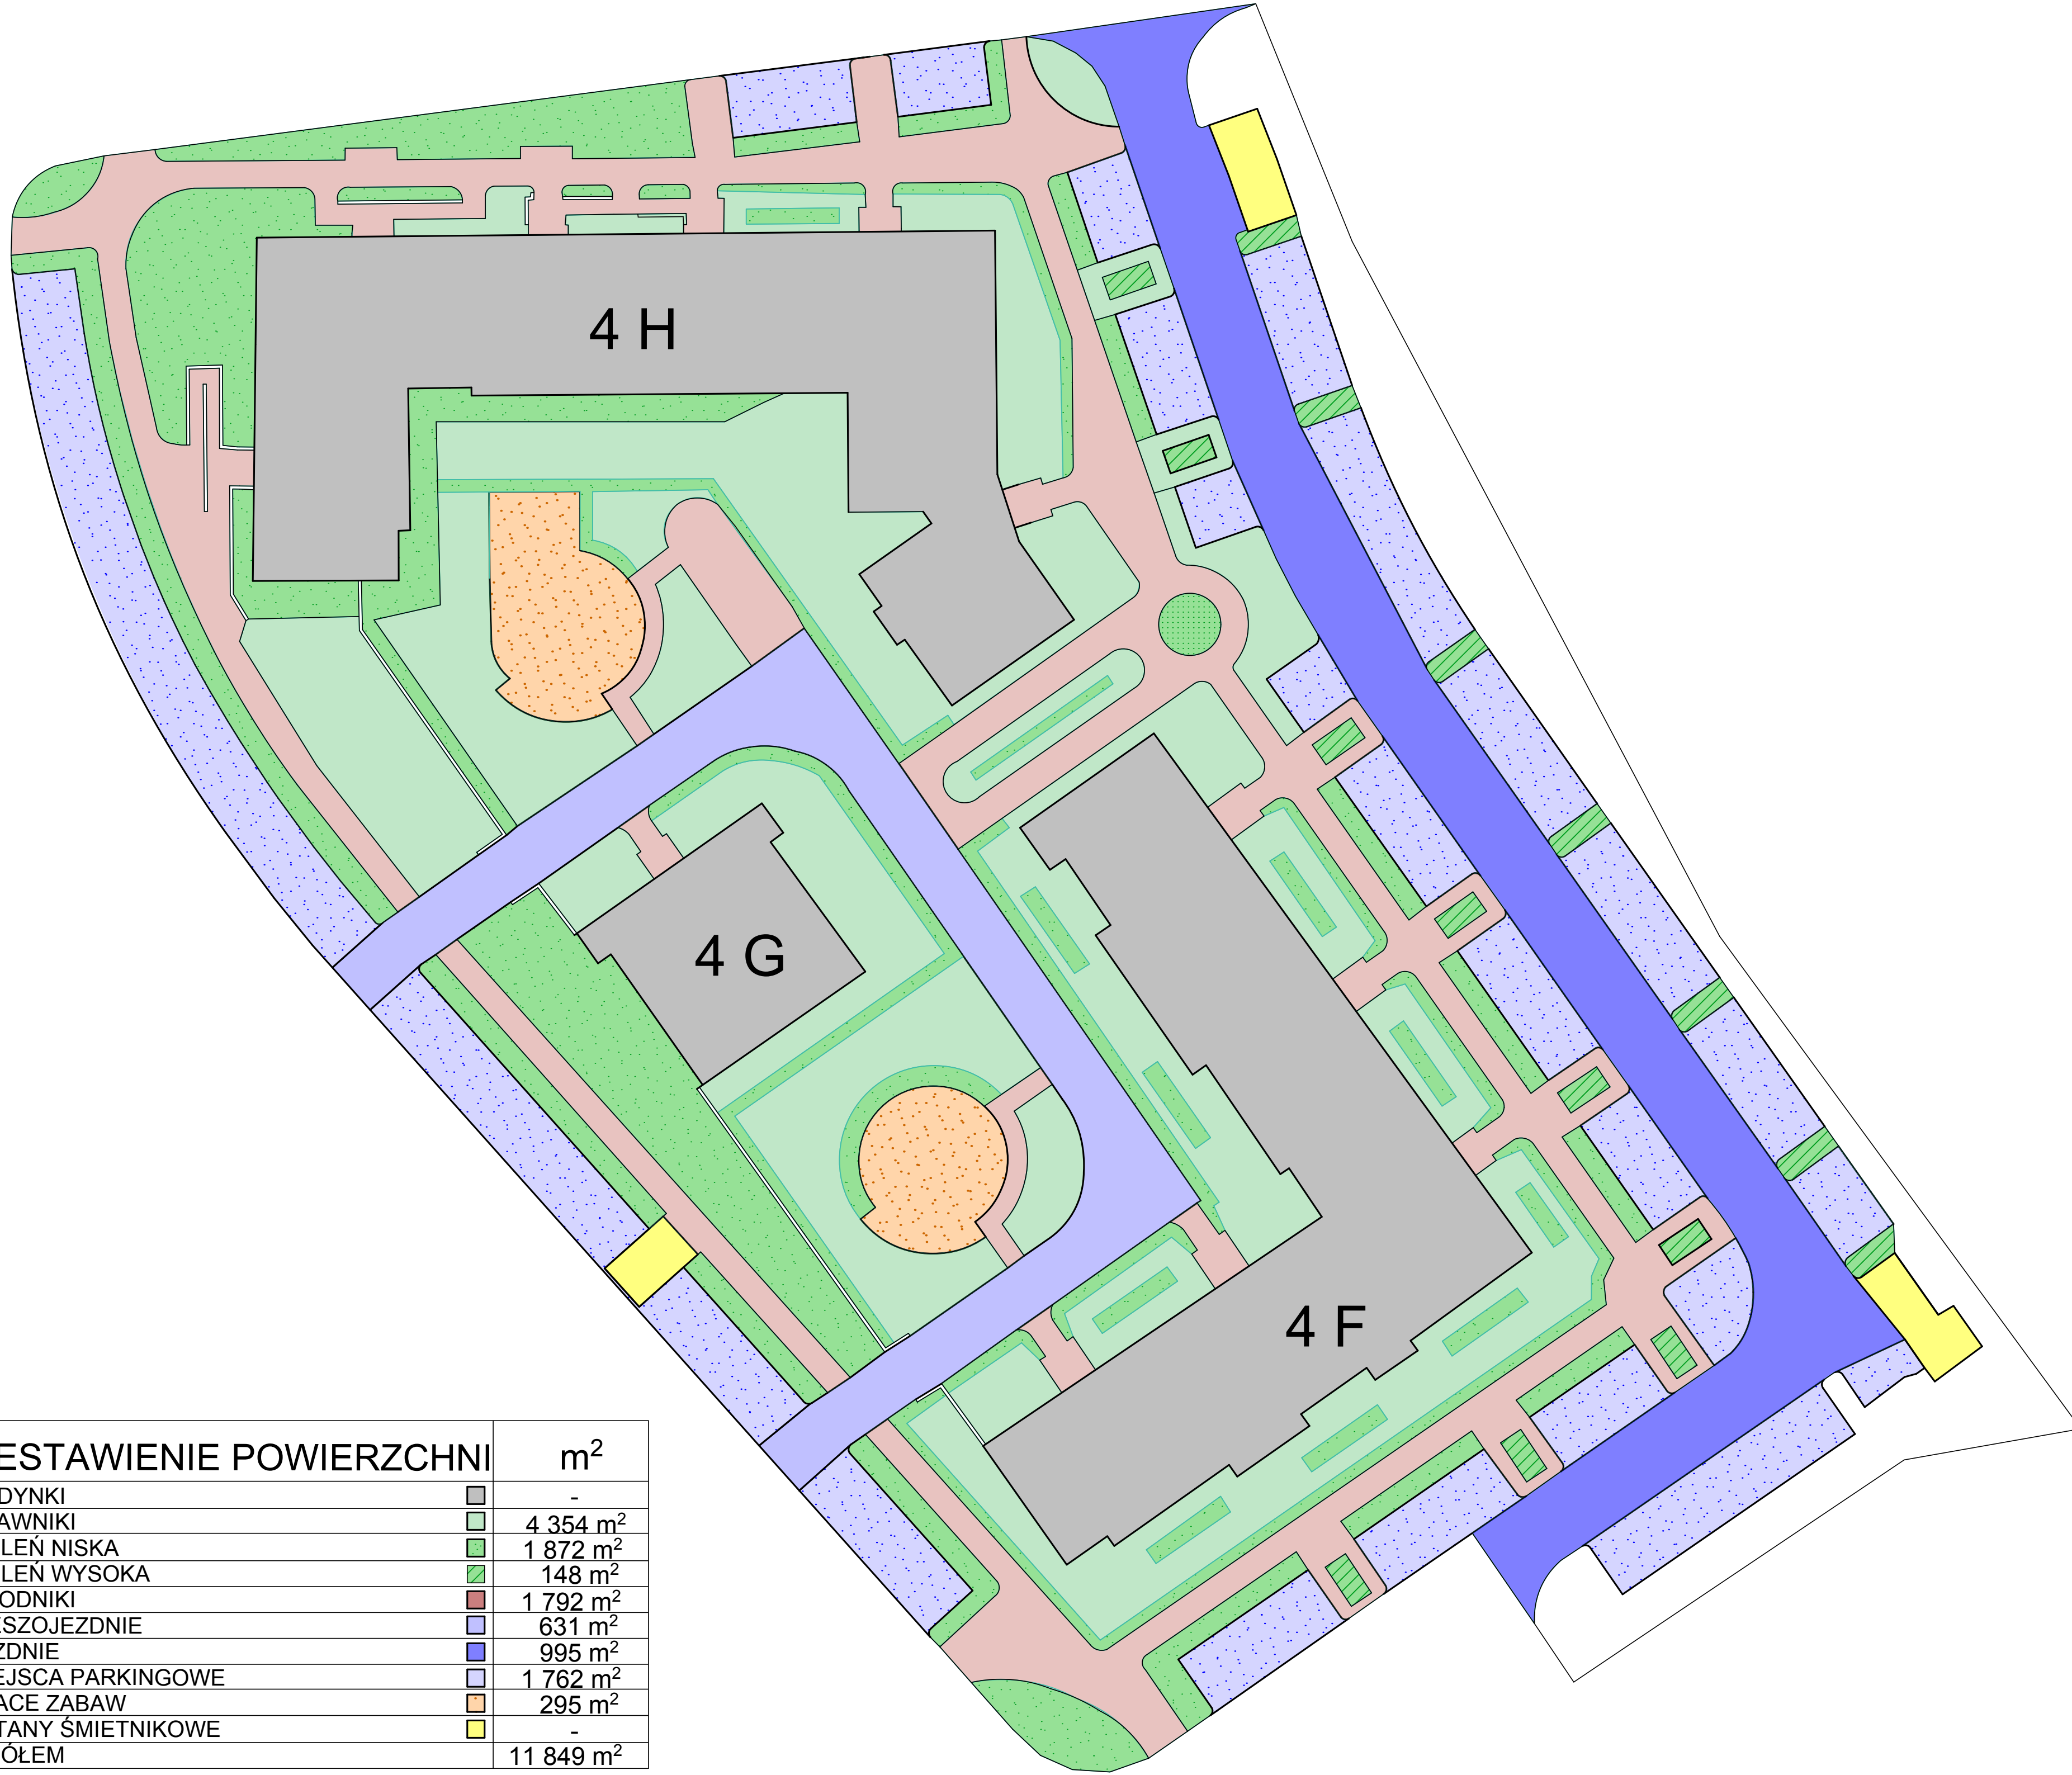 4 H
4 G
4 F
ESTAWIENIE POWIERZCHNI m²
DYNKI -
AWNIKI 4 354 m²
LEŃ NISKA 1 872 m²
LEŃ WYSOKA 148 m²
ODNIKI 1 792 m²
SZOJEZDNIE 631 m²
ZDNIE 995 m²
EJSCA PARKINGOWE 1 762 m²
ACE ZABAW 295 m²
TANY ŚMIETNIKOWE -
ÓŁEM 11 849 m²